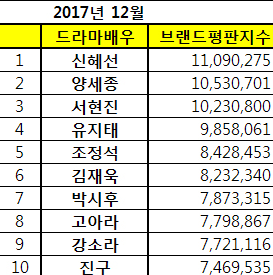 2017년 12월
드라마배우 브랜드평판지수
1 신혜선 11,090,275
2 양세종 10,530,701
3 서현진 10,230,800
4 유지태 9,858,061
5 조정석 8,428,453
6 김재욱 8,232,340
7 박시후 7,873,315
8 고아라 7,798,867
9 강소라 7,721,116
10 진구 7,469,535